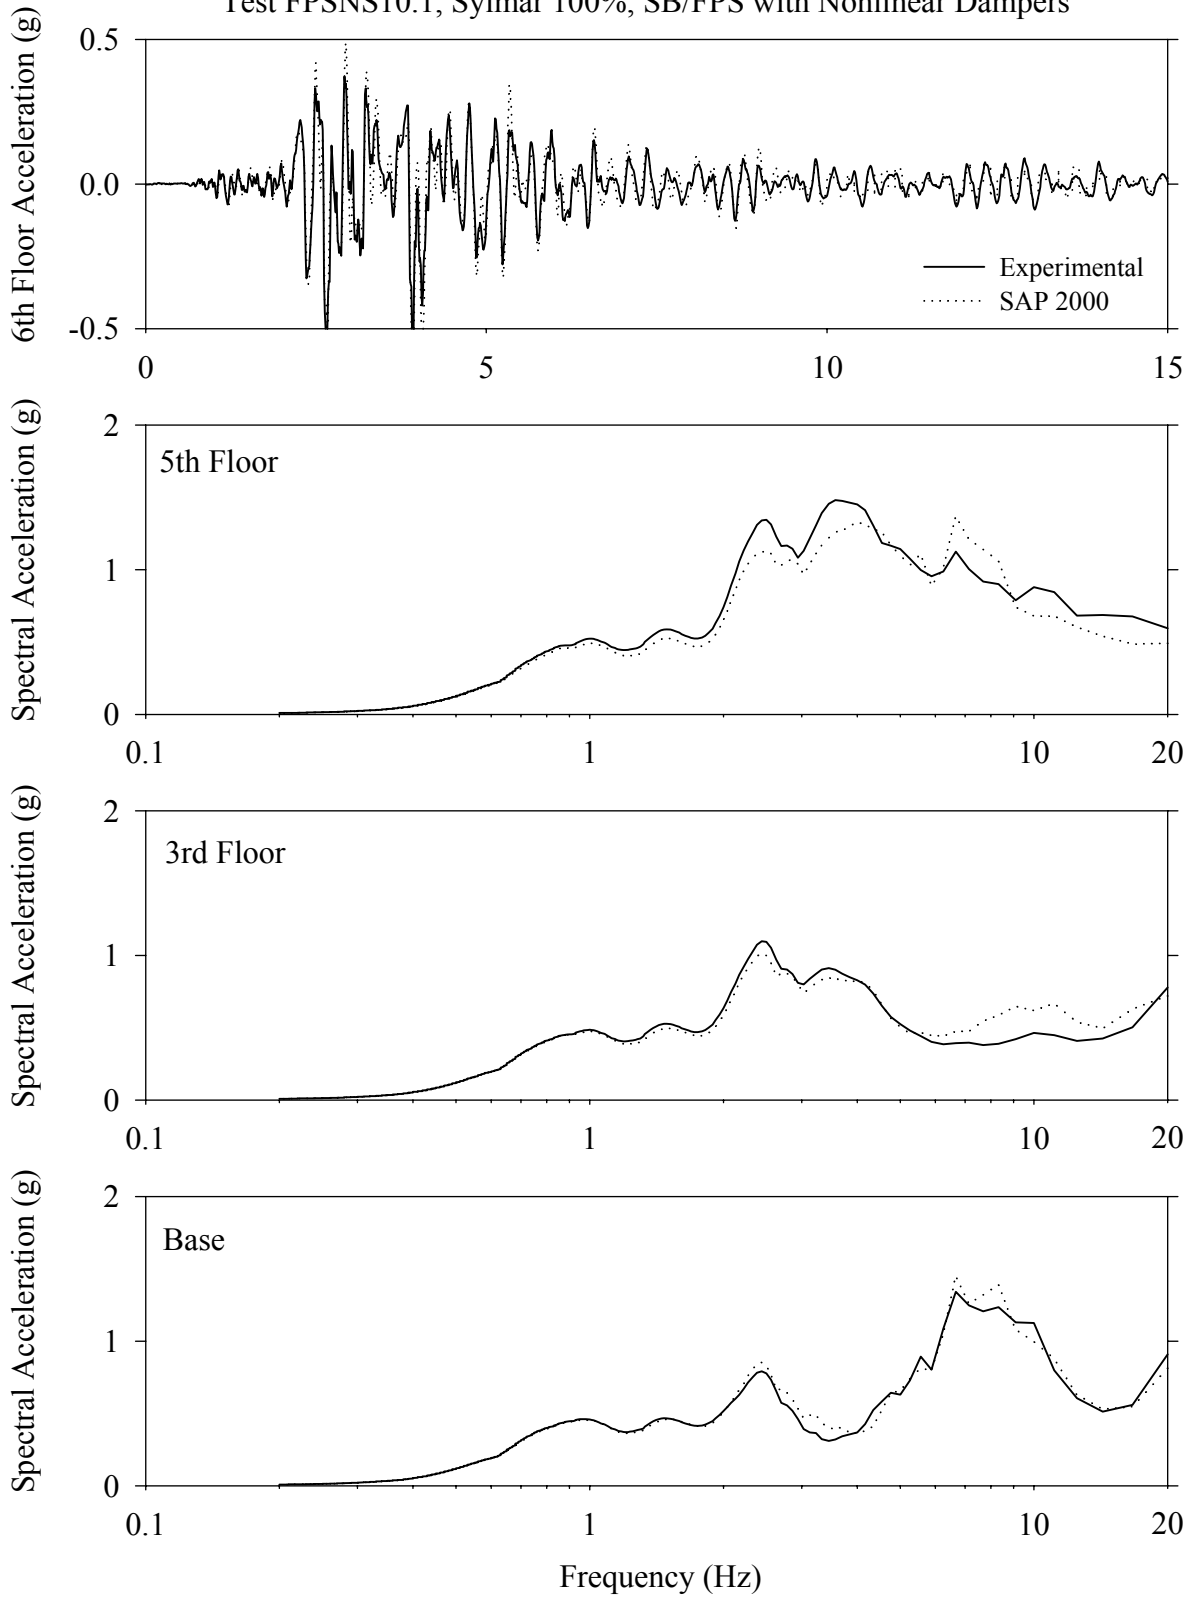 Test FPSNS10.1, Sylmar 100%, SB/FPS with Nonlinear Dampers
6th Floor Acceleration (g)
0.5
0.0
-0.5
Experimental
SAP 2000
0 5 10 15
Spectral Acceleration (g)
2
5th Floor
1
0
0.1 1 10 20
Spectral Acceleration (g)
2
3rd Floor
1
0
0.1 1 10 20
Spectral Acceleration (g)
2
Base
1
0
0.1 1 10 20
Frequency (Hz)